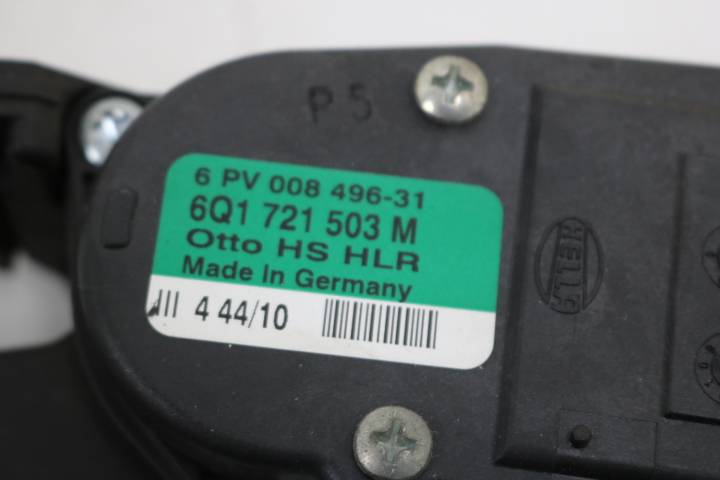 P5
6 PV 008 496-31
6Q1 721 503 M
Otto HS HLR
Made In Germany
4 44/10
HELLA